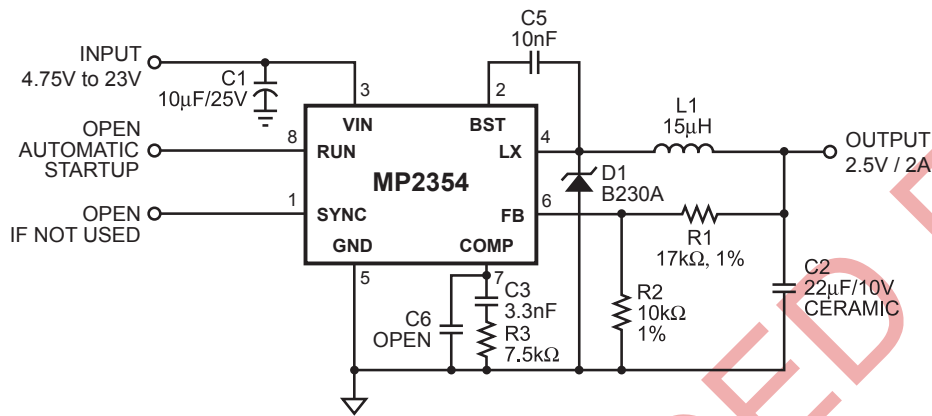 INPUT
4.75V to 23V
C1
10µF/25V
OPEN
AUTOMATIC
STARTUP
OPEN
IF NOT USED
3
VIN
8
RUN
1
SYNC
GND
5
MP2354
2
BST
4
LX
6
FB
COMP
7
C5
10nF
L1
15µH
OUTPUT
2.5V / 2A
D1
B230A
R1
17kΩ, 1%
R2
10kΩ
1%
C2
22µF/10V
CERAMIC
C3
3.3nF
R3
7.5kΩ
C6
OPEN